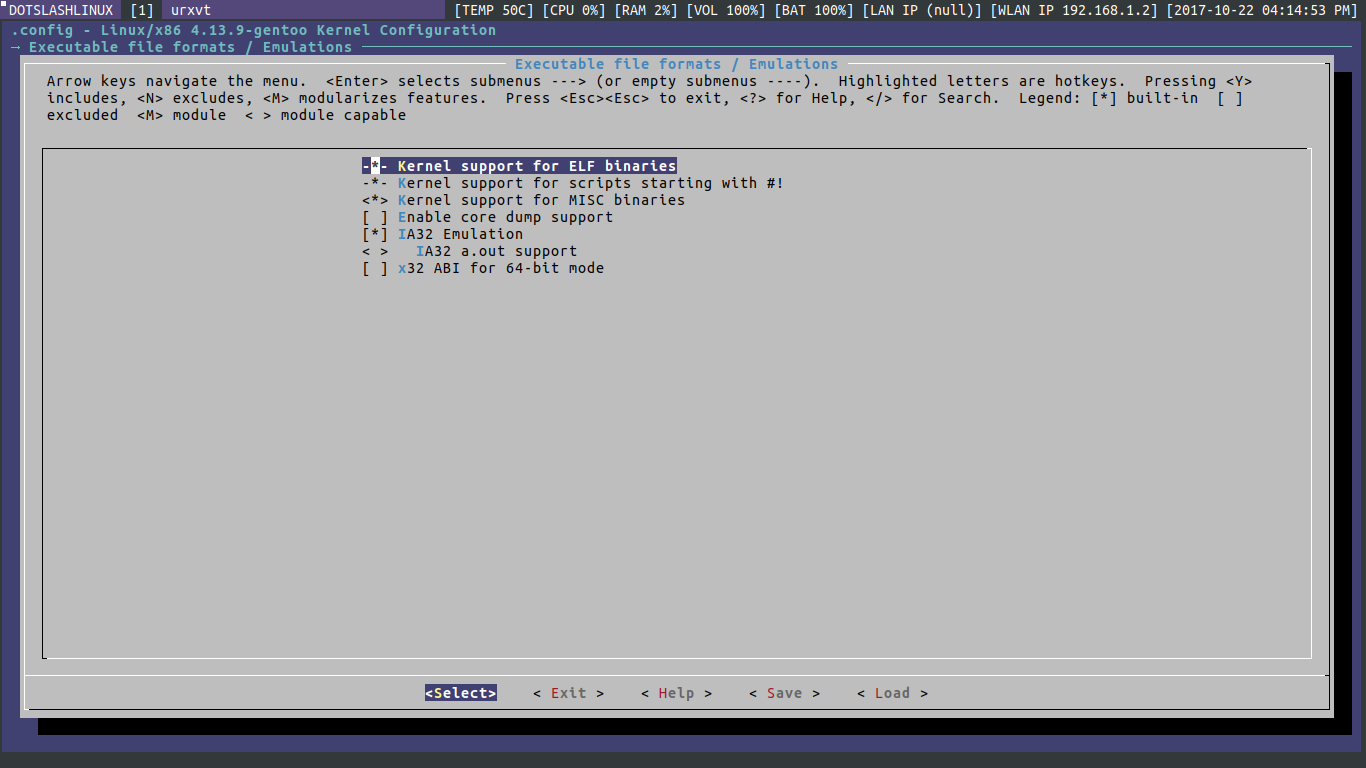 DOTSLASHLINUX [1] urxvt [TEMP 50C] [CPU 0%] [RAM 2%] [VOL 100%] [BAT 100%] [LAN IP (null)] [WLAN IP 192.168.1.2] [2017-10-22 04:14:53 PM]
.config - Linux/x86 4.13.9-gentoo Kernel Configuration
→ Executable file formats / Emulations
Executable file formats / Emulations
Arrow keys navigate the menu.  <Enter> selects submenus ---> (or empty submenus ----).  Highlighted letters are hotkeys.  Pressing <Y>
includes, <N> excludes, <M> modularizes features.  Press <Esc><Esc> to exit, <?> for Help, </> for Search.  Legend: [*] built-in  [ ]
excluded  <M> module  < > module capable
-*- Kernel support for ELF binaries
-*- Kernel support for scripts starting with #!
<*> Kernel support for MISC binaries
[ ] Enable core dump support
[*] IA32 Emulation
< >   IA32 a.out support
[ ] x32 ABI for 64-bit mode
<Select>    < Exit >    < Help >    < Save >    < Load >